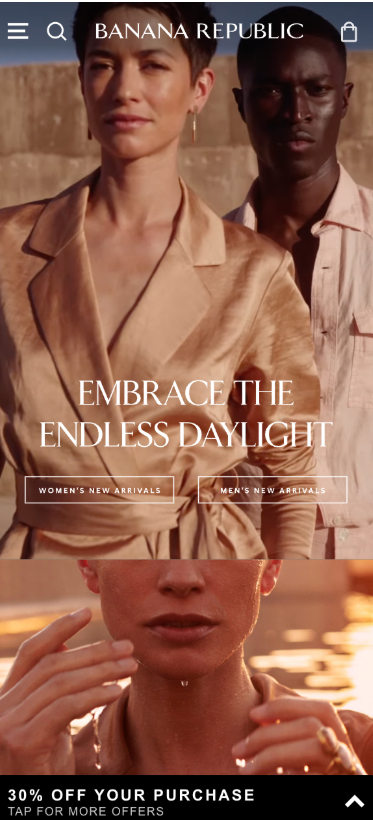 BANANA REPUBLIC
EMBRACE THE
ENDLESS DAYLIGHT
WOMEN'S NEW ARRIVALS
MEN'S NEW ARRIVALS
30% OFF YOUR PURCHASE
TAP FOR MORE OFFERS